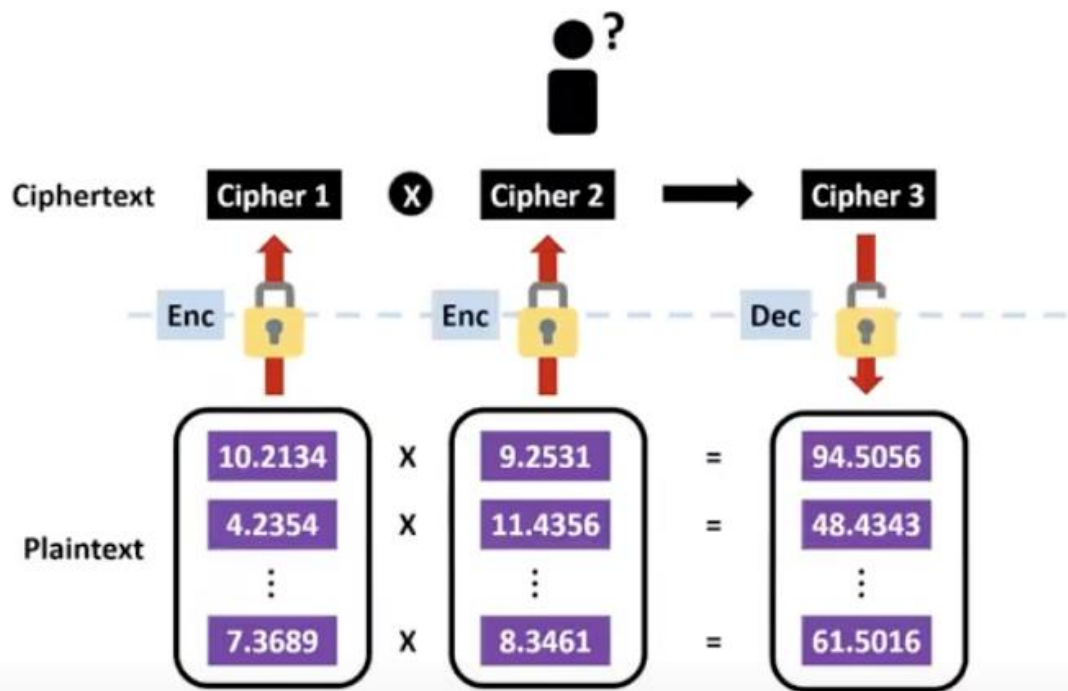 ?
Ciphertext Cipher 1 X Cipher 2 Cipher 3
Enc Enc Dec
10.2134 X 9.2531 = 94.5056
4.2354 X 11.4356 = 48.4343
Plaintext
⋮ ⋮ ⋮
7.3689 X 8.3461 = 61.5016